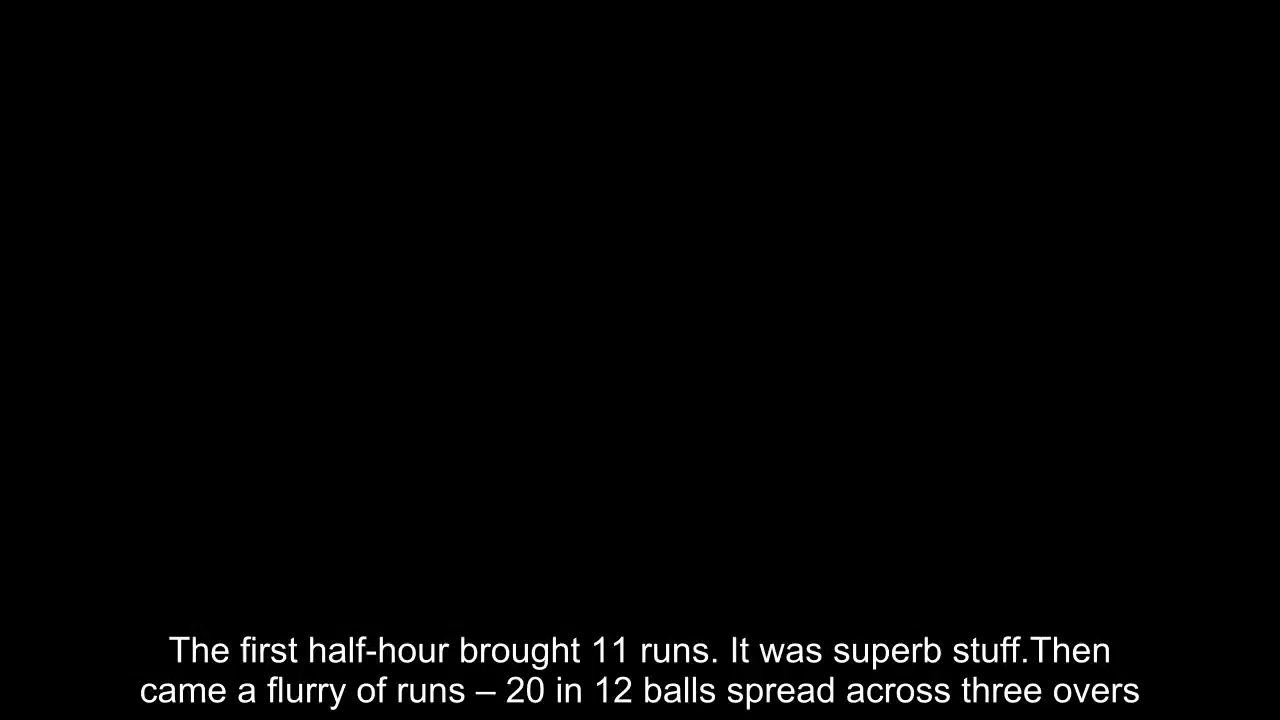 The first half-hour brought 11 runs. It was superb stuff.Then
came a flurry of runs – 20 in 12 balls spread across three overs